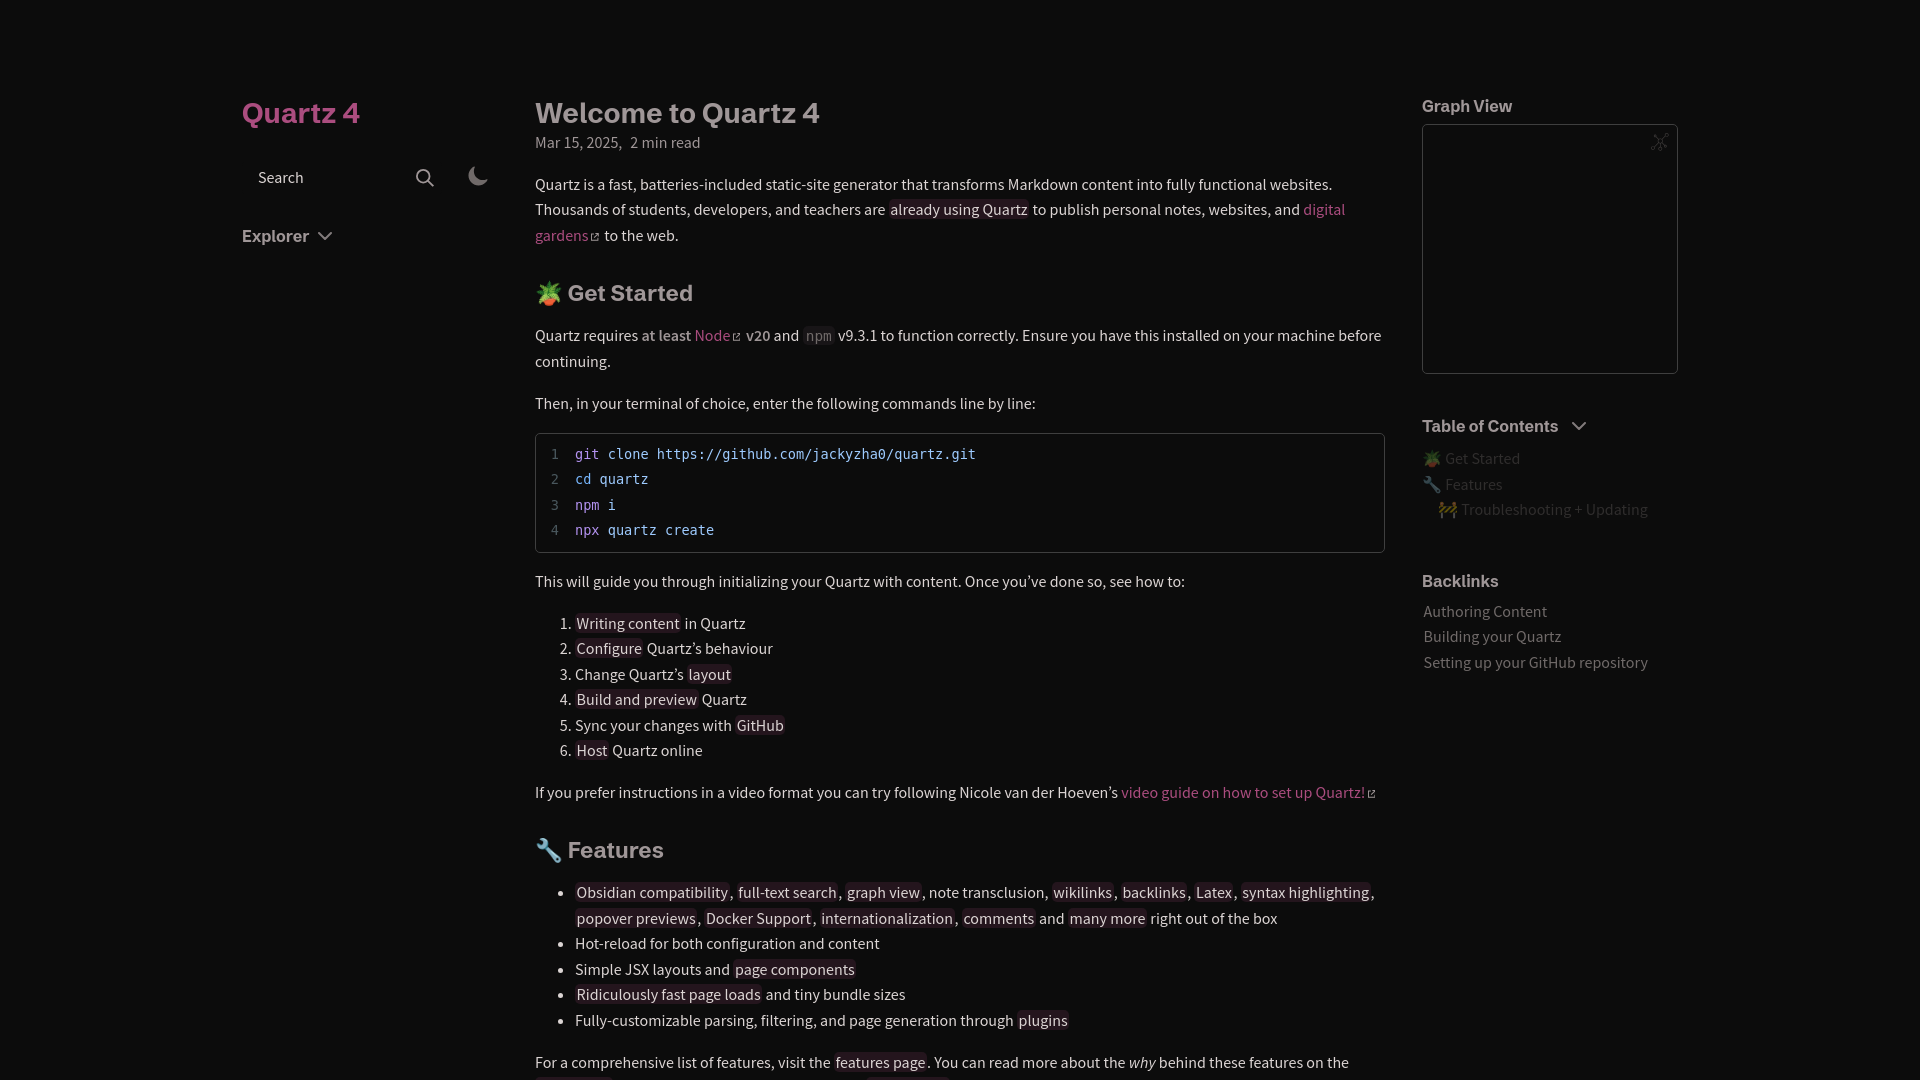 Quartz 4
Search
Explorer
Welcome to Quartz 4
Mar 15, 2025, 2 min read
Quartz is a fast, batteries-included static-site generator that transforms Markdown content into fully functional websites.
Thousands of students, developers, and teachers are already using Quartz to publish personal notes, websites, and digital
gardens to the web.
🪴 Get Started
Quartz requires at least Node v20 and npm v9.3.1 to function correctly. Ensure you have this installed on your machine before
continuing.
Then, in your terminal of choice, enter the following commands line by line:
1 git clone https://github.com/jackyzha0/quartz.git
2 cd quartz
3 npm i
4 npx quartz create
This will guide you through initializing your Quartz with content. Once you’ve done so, see how to:
1. Writing content in Quartz
2. Configure Quartz’s behaviour
3. Change Quartz’s layout
4. Build and preview Quartz
5. Sync your changes with GitHub
6. Host Quartz online
If you prefer instructions in a video format you can try following Nicole van der Hoeven’s video guide on how to set up Quartz!
🔧 Features
• Obsidian compatibility, full-text search, graph view, note transclusion, wikilinks, backlinks, Latex, syntax highlighting,
popover previews, Docker Support, internationalization, comments and many more right out of the box
• Hot-reload for both configuration and content
• Simple JSX layouts and page components
• Ridiculously fast page loads and tiny bundle sizes
• Fully-customizable parsing, filtering, and page generation through plugins
For a comprehensive list of features, visit the features page. You can read more about the why behind these features on the
Graph View
Table of Contents
🪴 Get Started
🔧 Features
🚧 Troubleshooting + Updating
Backlinks
Authoring Content
Building your Quartz
Setting up your GitHub repository